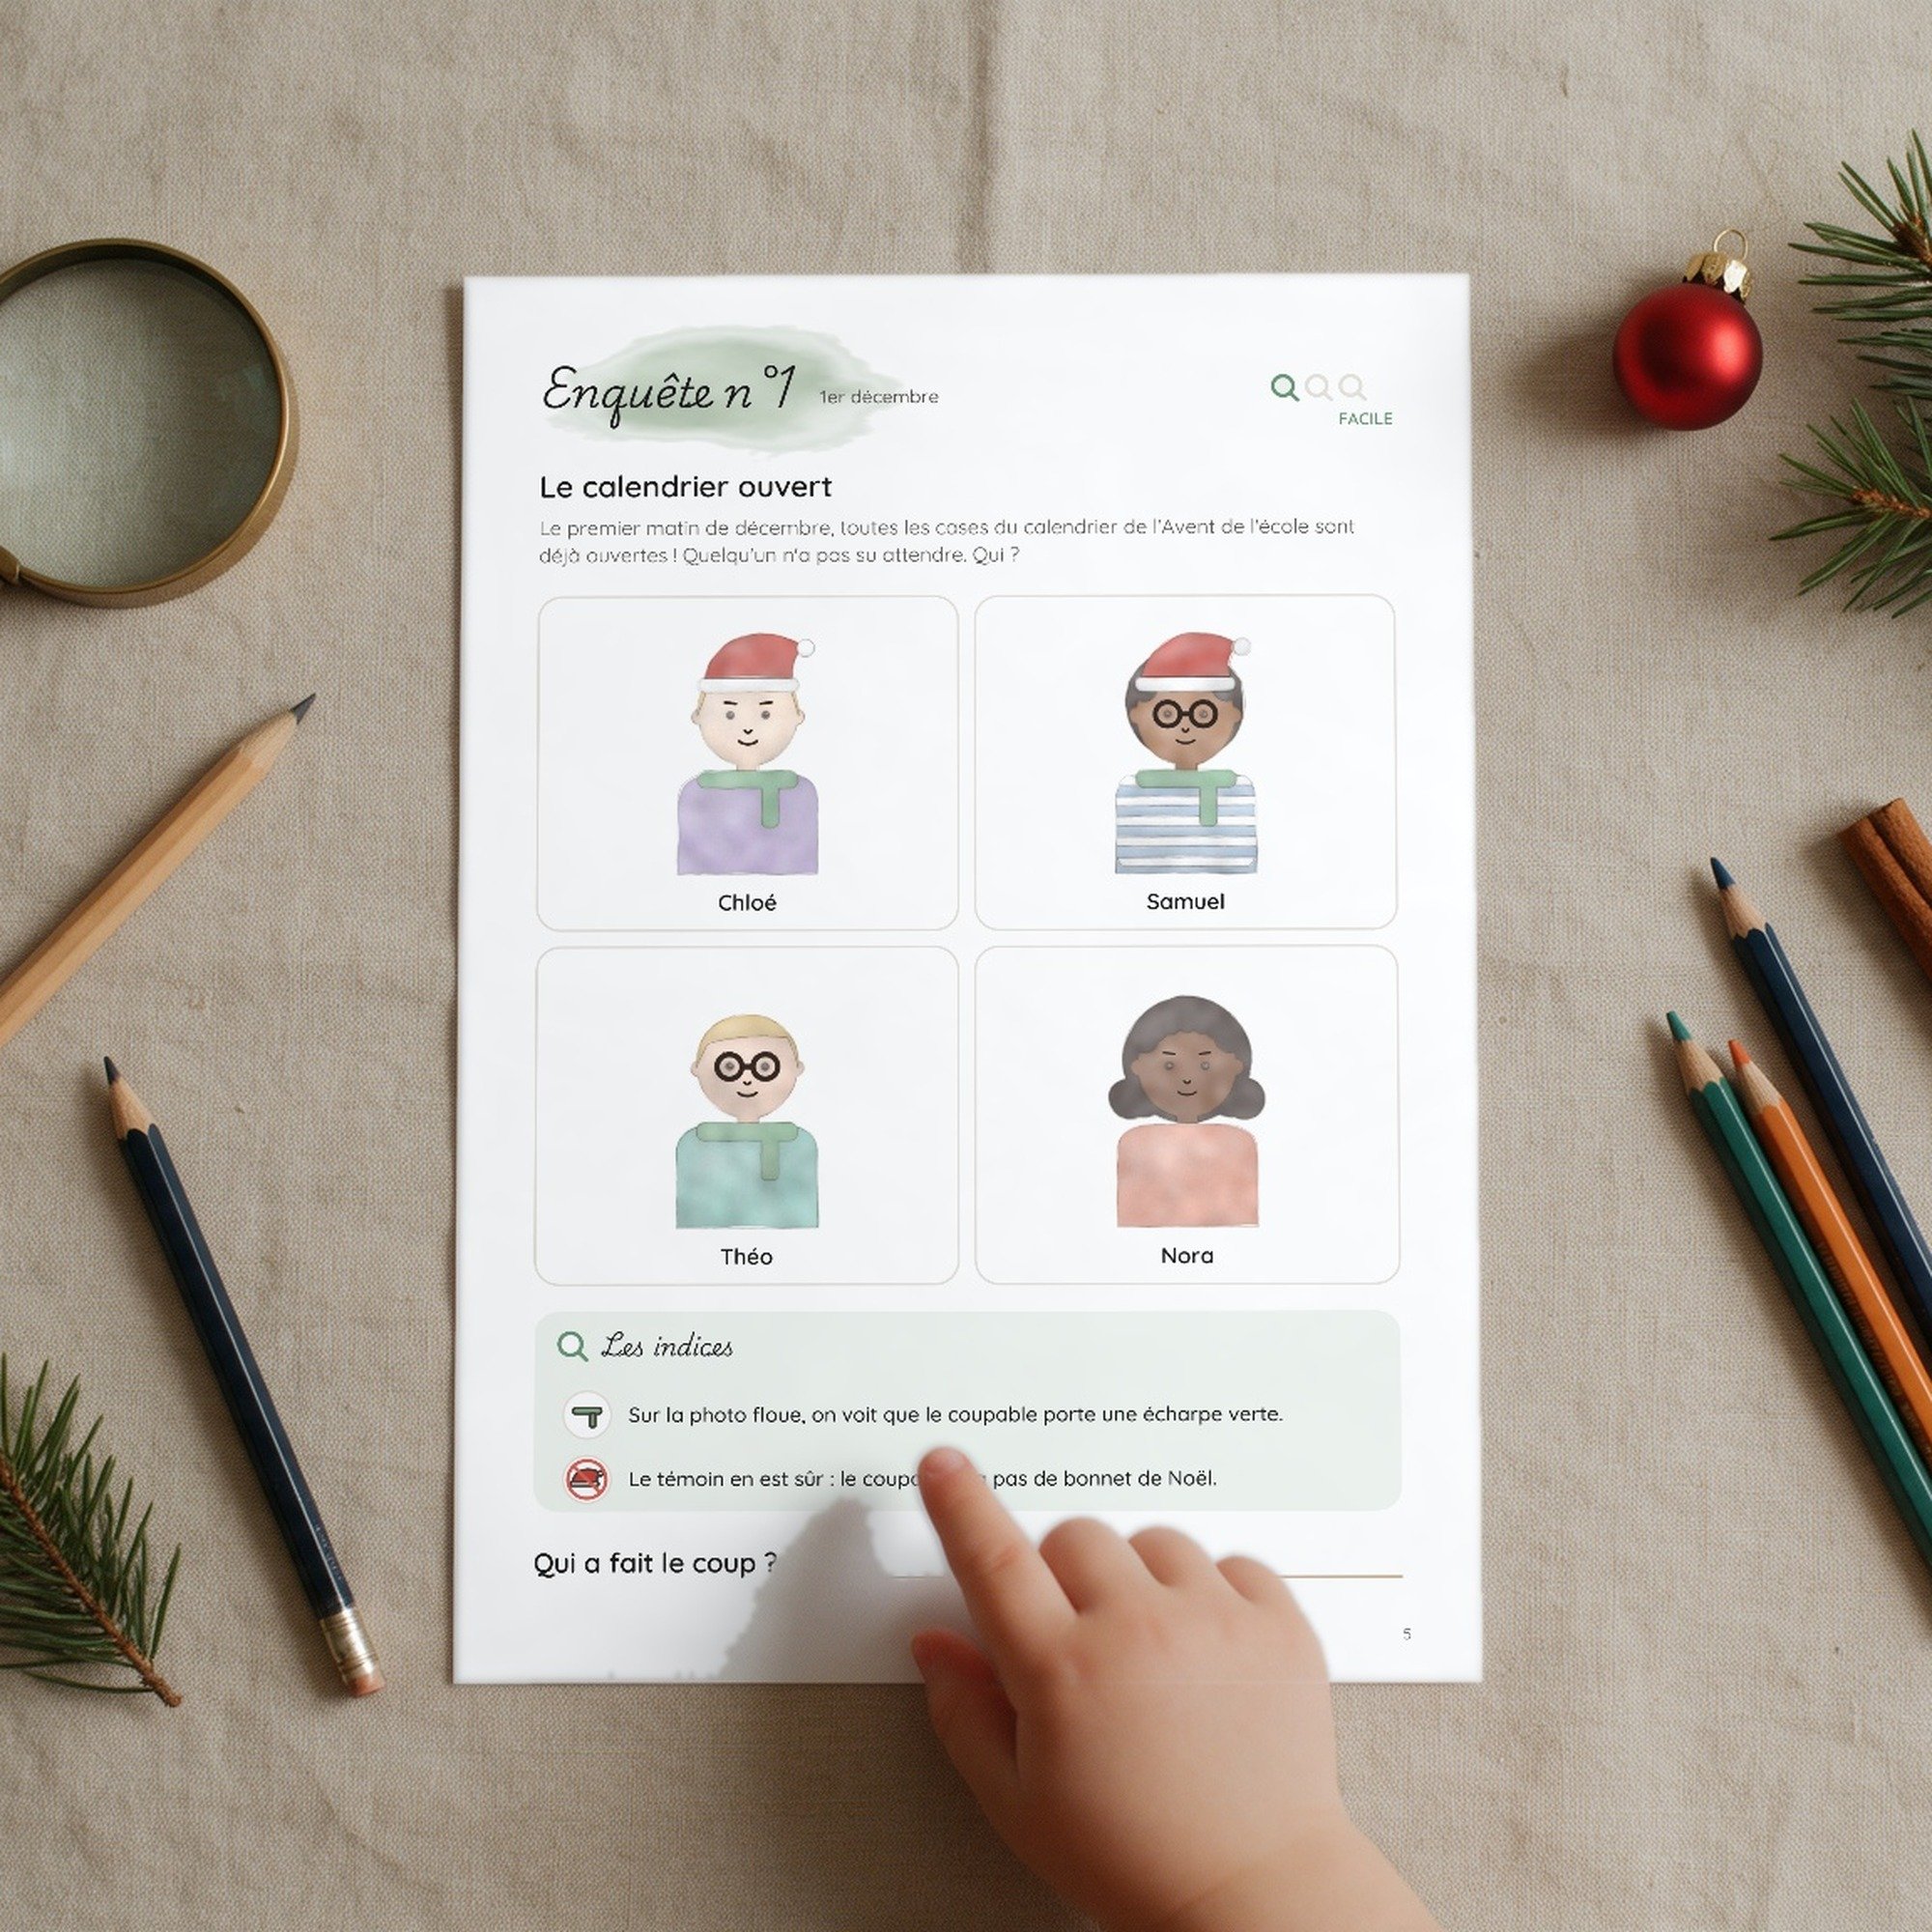 Enquête n°1 1er décembre
FACILE
Le calendrier ouvert
Le premier matin de décembre, toutes les cases du calendrier de l'Avent de l'école sont
déjà ouvertes ! Quelqu'un n'a pas su attendre. Qui ?
Chloé
Samuel
Théo
Nora
Les indices
Sur la photo floue, on voit que le coupable porte une écharpe verte.
Le témoin en est sûr : le pas de bonnet de Noël.
Qui a fait le coup ?
5